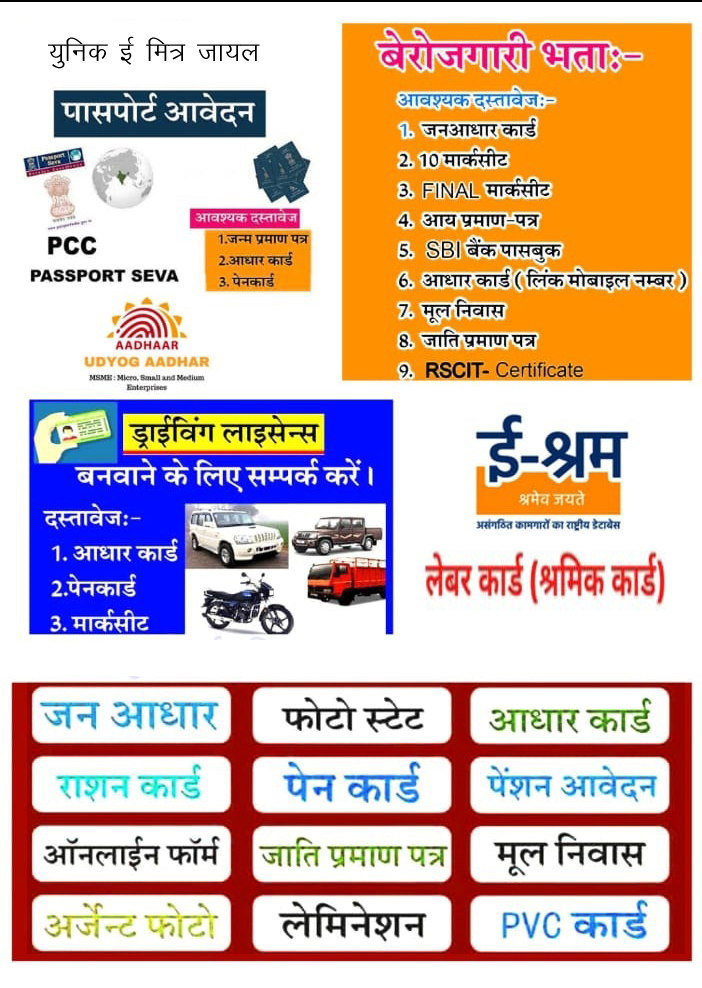 युनिक ई मित्र जायल
पासपोर्ट आवेदन
Passport Seva
PCC
PASSPORT SEVA
आवश्यक दस्तावेज
1.जन्म प्रमाण पत्र
2.आधार कार्ड
3. पेनकार्ड
AADHAAR
UDYOG AADHAR
MSME : Micro, Small and Medium
Enterprises
बेरोजगारी भता:-
आवश्यक दस्तावेज:-
1. जनआधार कार्ड
2. 10 मार्कसीट
3. FINAL मार्कसीट
4. आय प्रमाण-पत्र
5. SBI बैंक पासबुक
6. आधार कार्ड ( लिंक मोबाइल नम्बर )
7. मूल निवास
8. जाति प्रमाण पत्र
9. RSCIT- Certificate
ड्राईविंग लाइसेन्स
बनवाने के लिए सम्पर्क करें।
दस्तावेज:-
1. आधार कार्ड
2.पेनकार्ड
3. मार्कसीट
ई-श्रम
श्रमेव जयते
असंगठित कामगारों का राष्ट्रीय डेटाबेस
लेबर कार्ड (श्रमिक कार्ड)
जन आधार
फोटो स्टेट
आधार कार्ड
राशन कार्ड
पेन कार्ड
पेंशन आवेदन
ऑनलाईन फॉर्म
जाति प्रमाण पत्र
मूल निवास
अर्जेन्ट फोटो
लेमिनेशन
PVC कार्ड